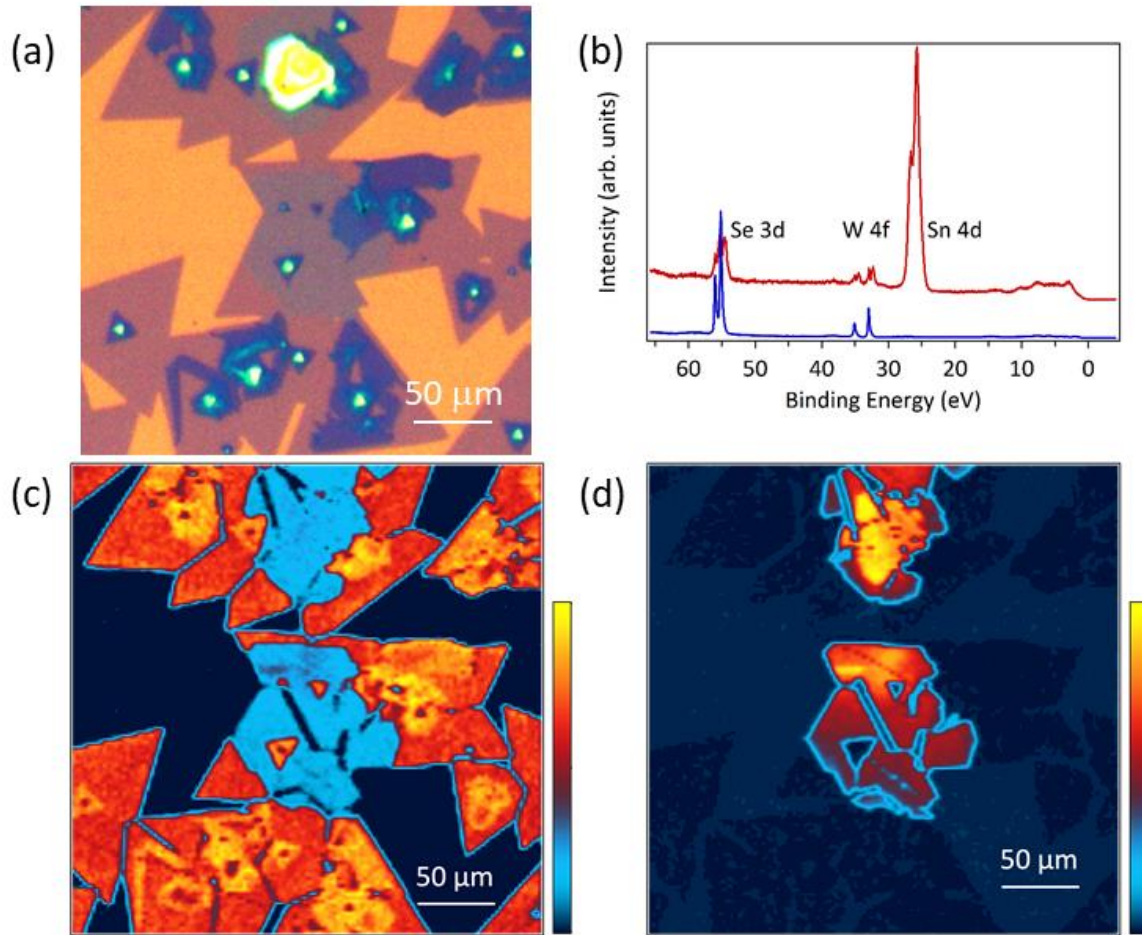 (a)
50 μm
(b)
Intensity (arb. units)
Se 3d
W 4f
Sn 4d
60 50 40 30 20 10 0
Binding Energy (eV)
(c)
50 μm
(d)
50 μm